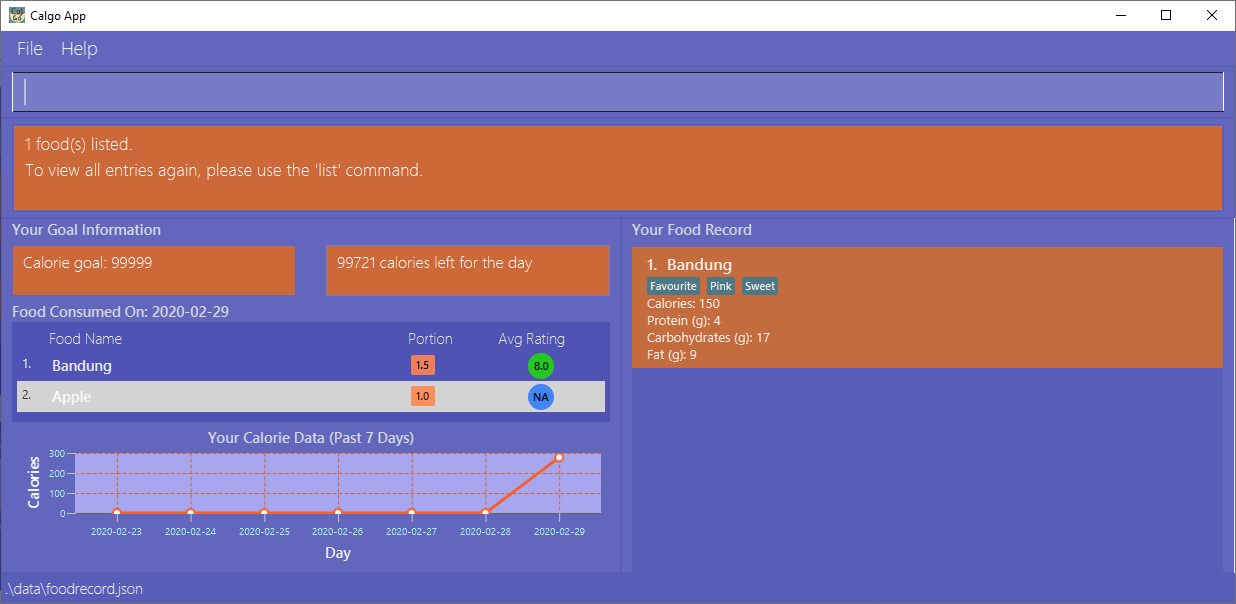 Calgo App
File Help
1 food(s) listed.
To view all entries again, please use the 'list' command.
Your Goal Information
Calorie goal: 99999
99721 calories left for the day
Food Consumed On: 2020-02-29
Food Name Portion Avg Rating
1. Bandung 1.5 8.0
2. Apple 1.0 NA
Your Calorie Data (Past 7 Days)
Calories
300
200
100
0
2020-02-23 2020-02-24 2020-02-25 2020-02-26 2020-02-27 2020-02-28 2020-02-29
Day
Your Food Record
1. Bandung
Favourite Pink Sweet
Calories: 150
Protein (g): 4
Carbohydrates (g): 17
Fat (g): 9
.\data\foodrecord.json